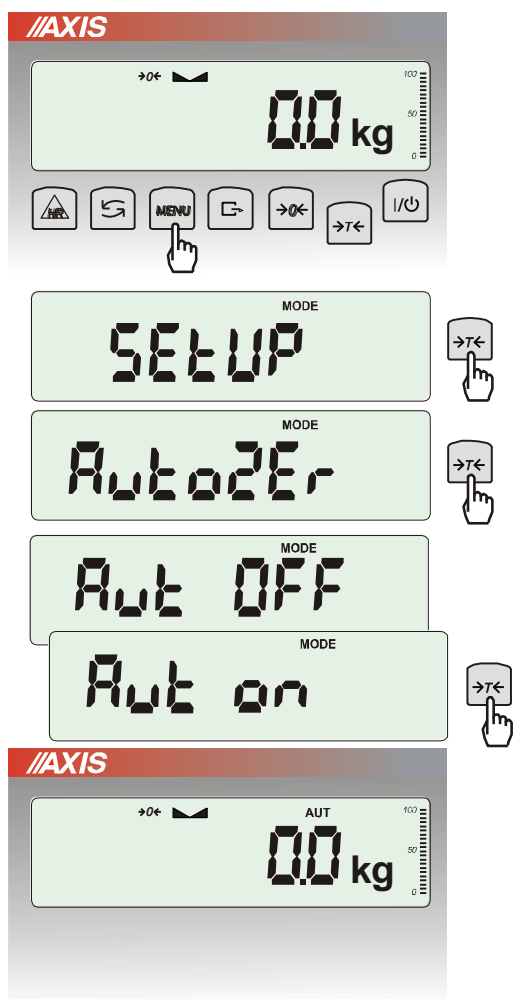 AXIS
→0←
100
0.0 kg
50
0
HR
MENU
→0←
→T←
I/
MODE
SEtUP
→T←
MODE
AutoZEr
→T←
MODE
Aut OFF
MODE
Aut on
→T←
AXIS
→0←
AUT
100
0.0 kg
50
0